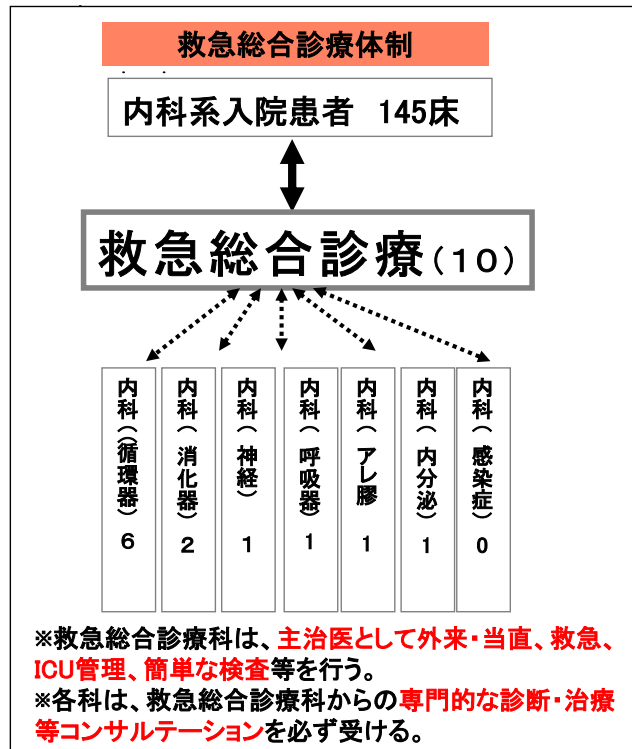 救急総合診療体制
内科系入院患者 145床
救急総合診療(10)
内科(循環器) 6
内科(消化器) 2
内科(神経) 1
内科(呼吸器) 1
内科(アレ膠 1
内科(内分泌) 1
内科(感染症) 0
※救急総合診療科は、主治医として外来・当直、救急、
ICU管理、簡単な検査等を行う。
※各科は、救急総合診療科からの専門的な診断・治療
等コンサルテーションを必ず受ける。